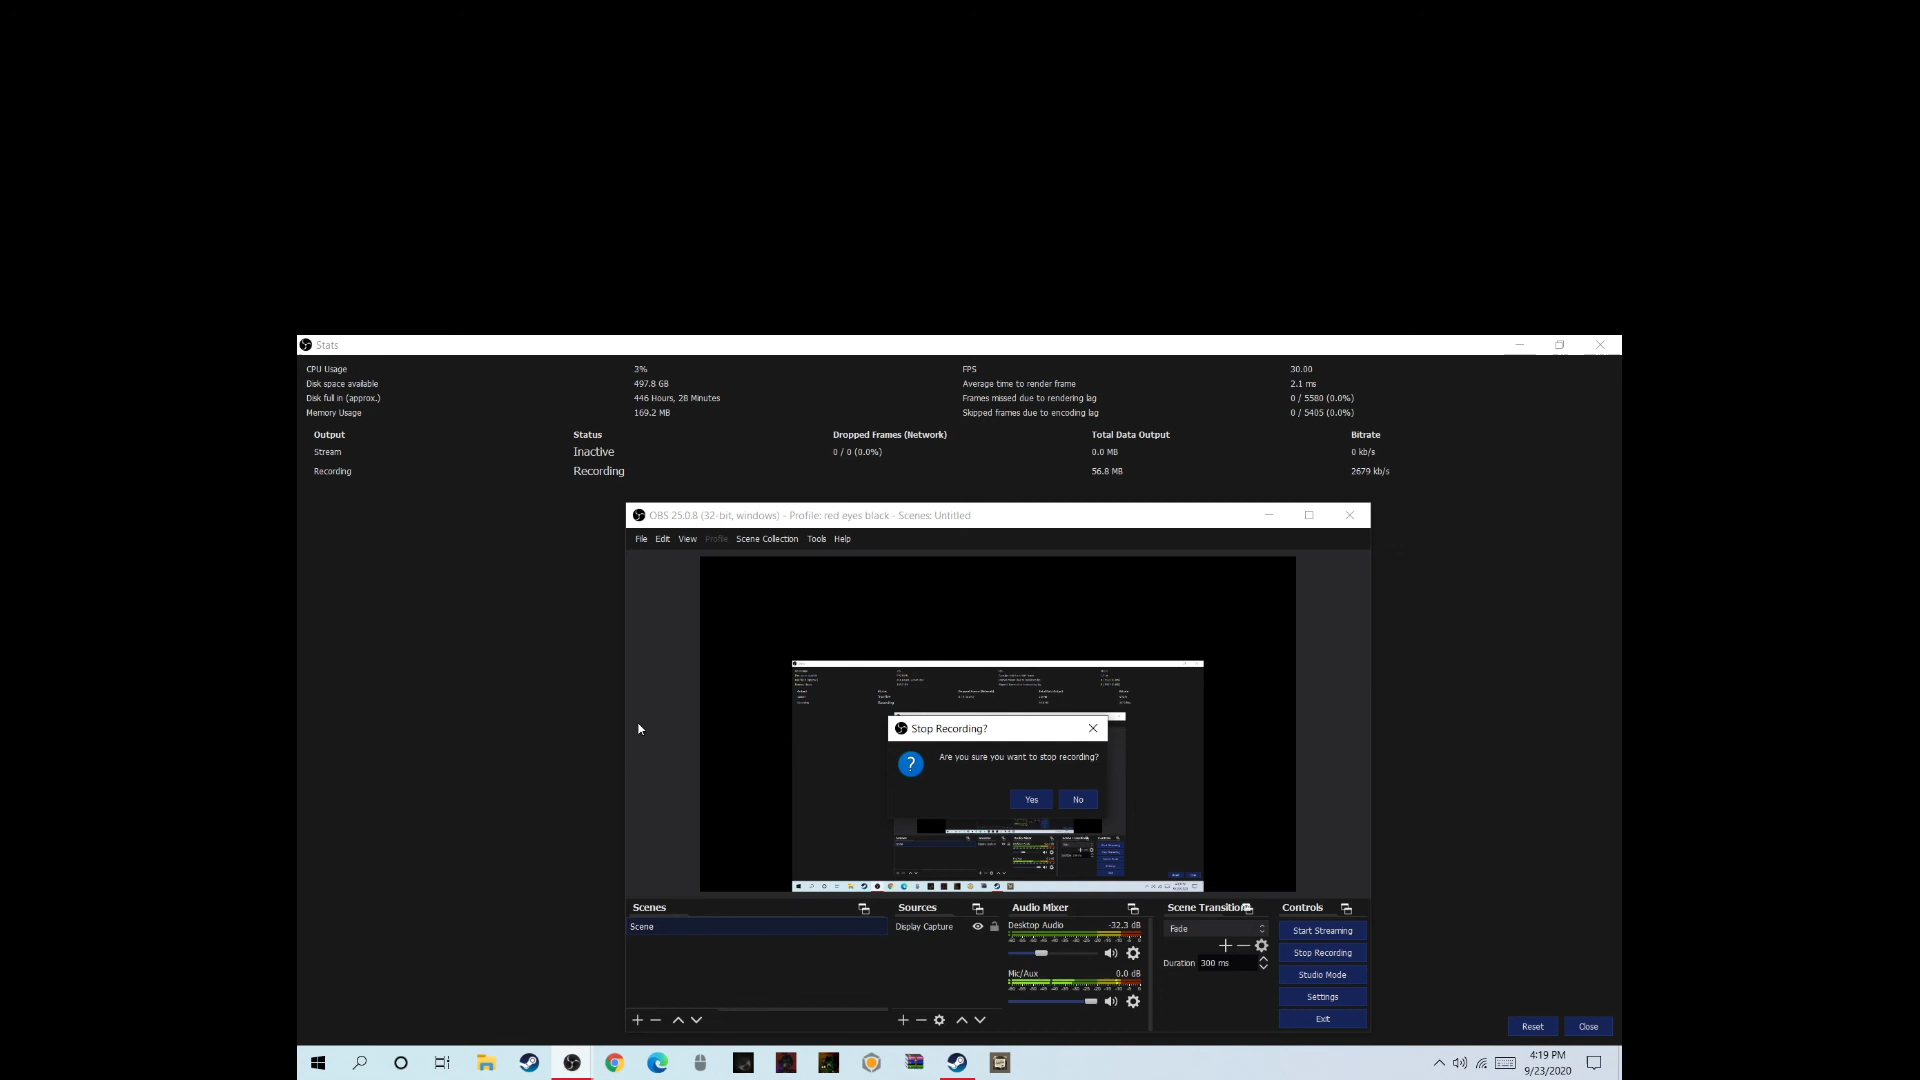 Stats
CPU Usage 3% FPS 30.00
Disk space available 497.8 GB Average time to render frame 2.1 ms
Disk full in (approx.) 446 Hours, 28 Minutes Frames missed due to rendering lag 0 / 5580 (0.0%)
Memory Usage 169.2 MB Skipped frames due to encoding lag 0 / 5405 (0.0%)
Output Status Dropped Frames (Network) Total Data Output Bitrate
Stream Inactive 0 / 0 (0.0%) 0.0 MB 0 kb/s
Recording Recording 56.8 MB 2679 kb/s
OBS 25.0.8 (32-bit, windows) - Profile: red eyes black - Scenes: Untitled
File Edit View Profile Scene Collection Tools Help
Stop Recording?
Are you sure you want to stop recording?
Yes No
Scenes Sources Audio Mixer Scene Transition Controls
Scene Display Capture Desktop Audio -32.3 dB Fade Start Streaming
Stop Recording
Duration 300 ms
Mic/Aux 0.0 dB Studio Mode
Settings
Exit
Reset Close
4:19 PM
9/23/2020